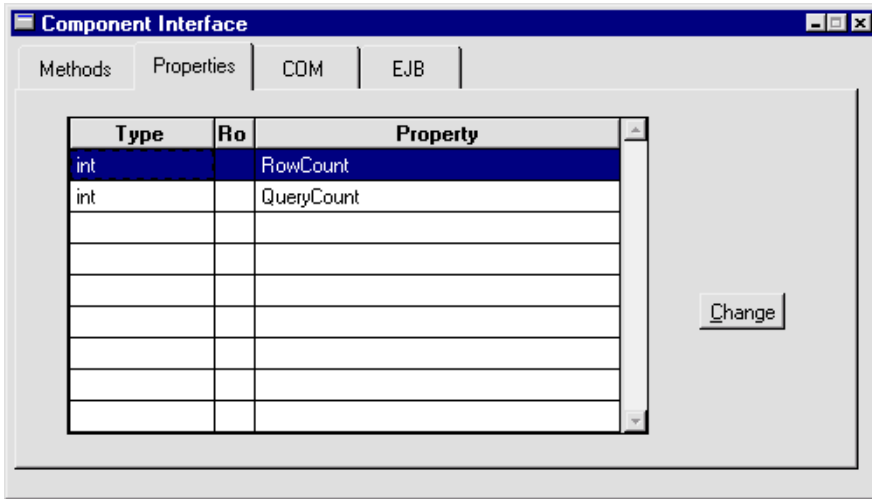 Component Interface
Methods Properties COM EJB
Type Ro Property
int RowCount
int QueryCount
Change